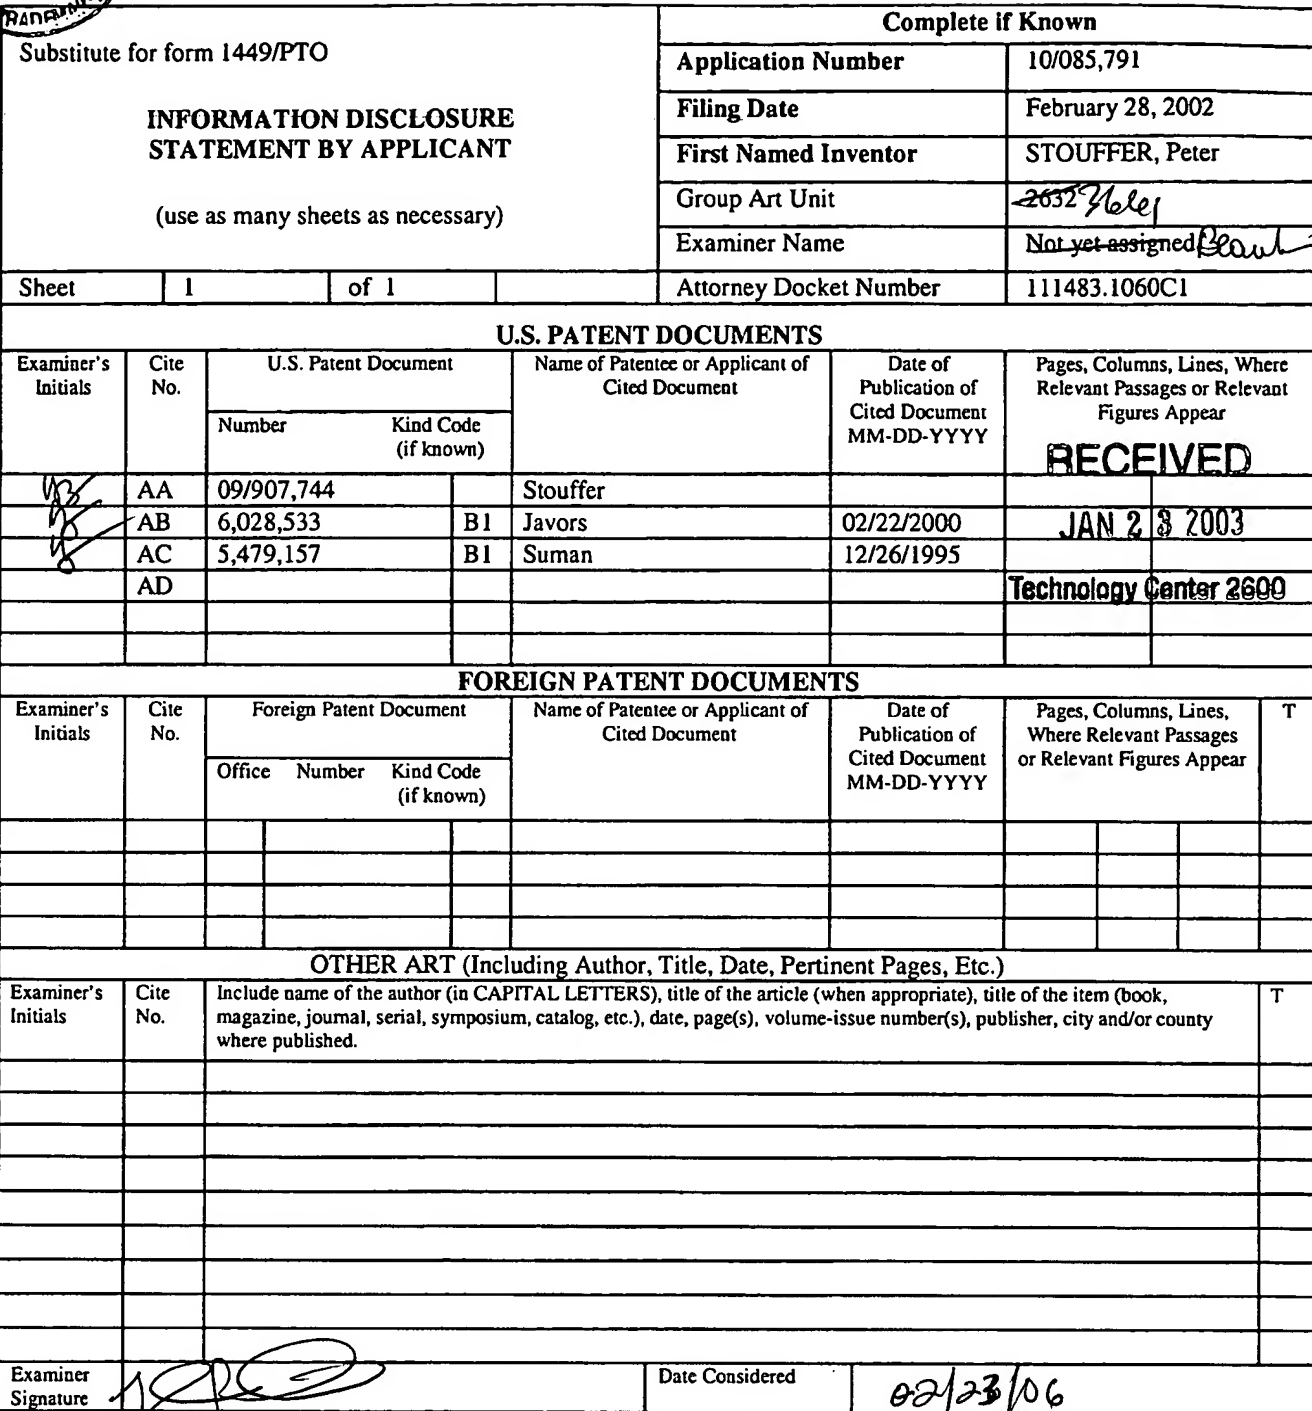 Substitute for form 1449/PTO
INFORMATION DISCLOSURE
STATEMENT BY APPLICANT
(use as many sheets as necessary)
Sheet 1 of 1
Complete if Known
Application Number 10/085,791
Filing Date February 28, 2002
First Named Inventor STOUFFER, Peter
Group Art Unit 2632
Examiner Name Not yet assigned
Attorney Docket Number 111483.1060C1
U.S. PATENT DOCUMENTS
Examiner's
Initials
Cite
No.
U.S. Patent Document
Number
Kind Code
(if known)
Name of Patentee or Applicant of
Cited Document
Date of
Publication of
Cited Document
MM-DD-YYYY
Pages, Columns, Lines, Where
Relevant Passages or Relevant
Figures Appear
RECEIVED
AA 09/907,744 Stouffer
AB 6,028,533 B1 Javors 02/22/2000
JAN 23 2003
AC 5,479,157 B1 Suman 12/26/1995
AD
Technology Center 2600
FOREIGN PATENT DOCUMENTS
Examiner's
Initials
Cite
No.
Foreign Patent Document
Office Number Kind Code
(if known)
Name of Patentee or Applicant of
Cited Document
Date of
Publication of
Cited Document
MM-DD-YYYY
Pages, Columns, Lines,
Where Relevant Passages
or Relevant Figures Appear
T
OTHER ART (Including Author, Title, Date, Pertinent Pages, Etc.)
Examiner's
Initials
Cite
No.
Include name of the author (in CAPITAL LETTERS), title of the article (when appropriate), title of the item (book,
magazine, journal, serial, symposium, catalog, etc.), date, page(s), volume-issue number(s), publisher, city and/or county
where published.
T
Examiner
Signature
Date Considered 02/23/06